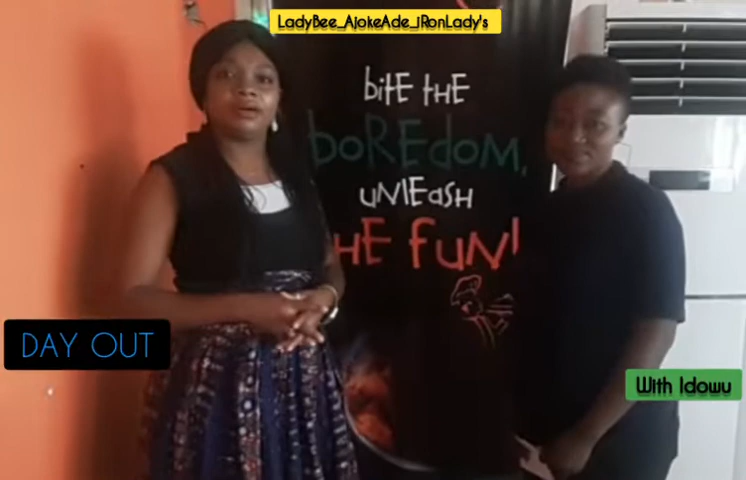 LadyBee_AjokeAde_iRonLady's
bitE tHE
boREdoM,
UNlEasH
HE fUN!
DAY OUT
With Idowu